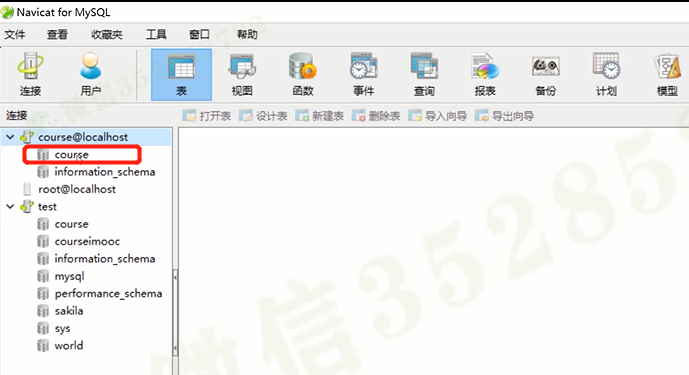 Navicat for MySQL
文件 查看 收藏夹 工具 窗口 帮助
连接 用户 表 视图 函数 事件 查询 报表 备份 计划 模型
连接 打开表 设计表 新建表 删除表 导入向导 导出向导
course@localhost
course
information_schema
root@localhost
test
course
courseimooc
information_schema
mysql
performance_schema
sakila
sys
world
微信35285